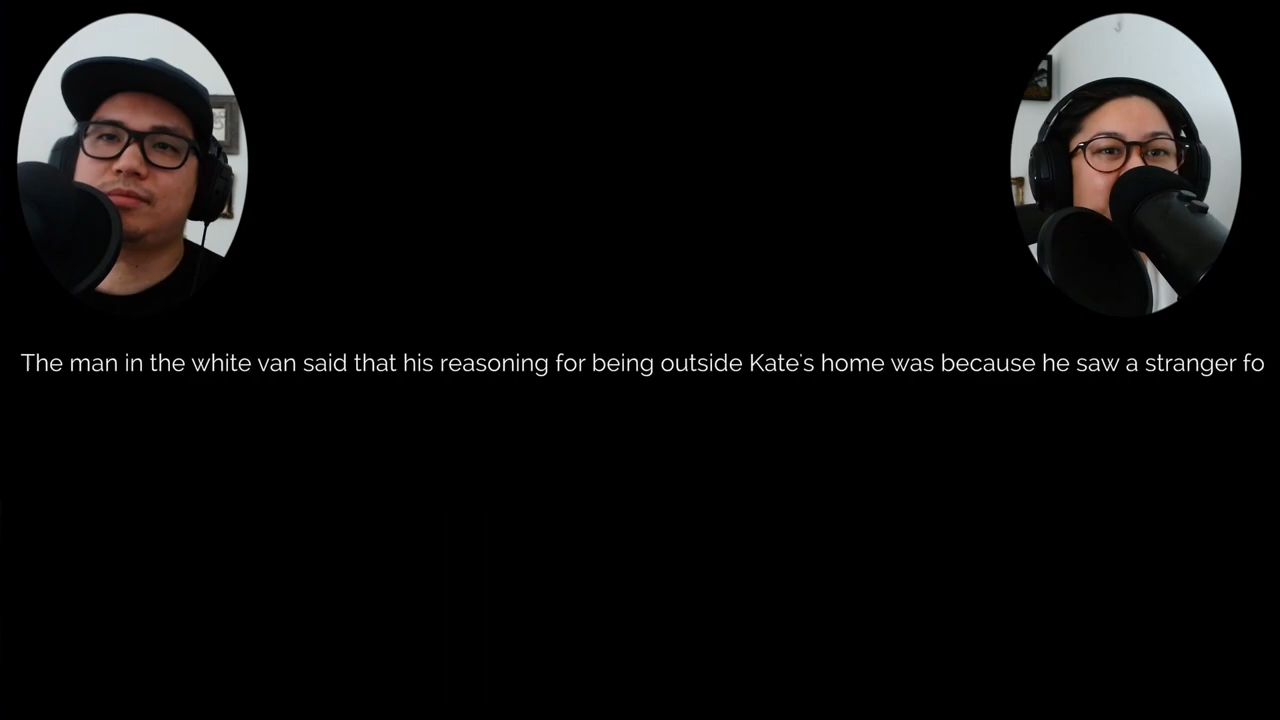 The man in the white van said that his reasoning for being outside Kate's home was because he saw a stranger fo